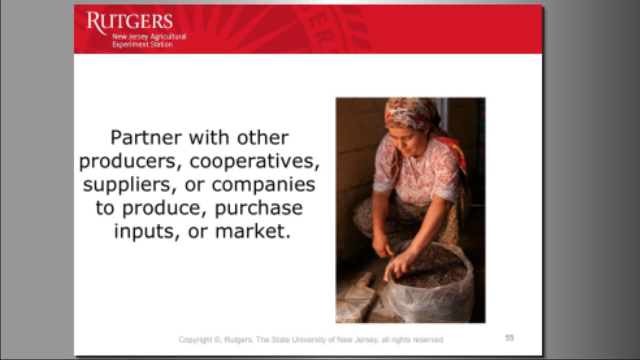 RUTGERS
New Jersey Agricultural
Experiment Station
Partner with other
producers, cooperatives,
suppliers, or companies
to produce, purchase
inputs, or market.
Copyright ©, Rutgers, The State University of New Jersey, all rights reserved
55